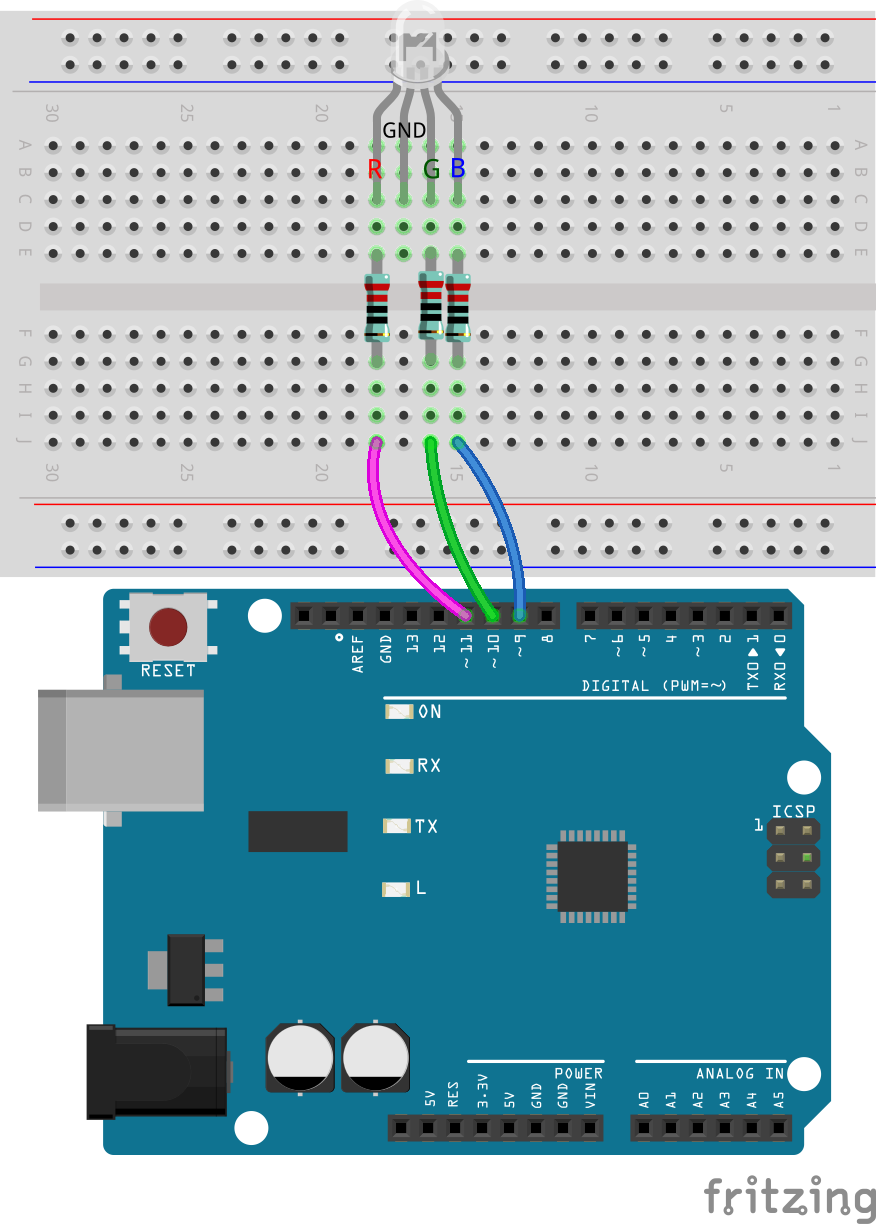 30 25 20 15 10 5 1
GND
A A
B R G B B
C C
D D
E E
F F
G G
H H
I I
J J
30 25 20 15 10 5 1
RESET
AREF GND 13 12 ~11 ~10 ~9 8 7 ~6 ~5 4 ~3 2 TX0▶1 RX0◀0
DIGITAL (PWM=~)
ON
RX
TX
L
ICSP
1
POWER
ANALOG IN
5V RES 3.3V 5V GND GND VIN A0 A1 A2 A3 A4 A5
fritzing